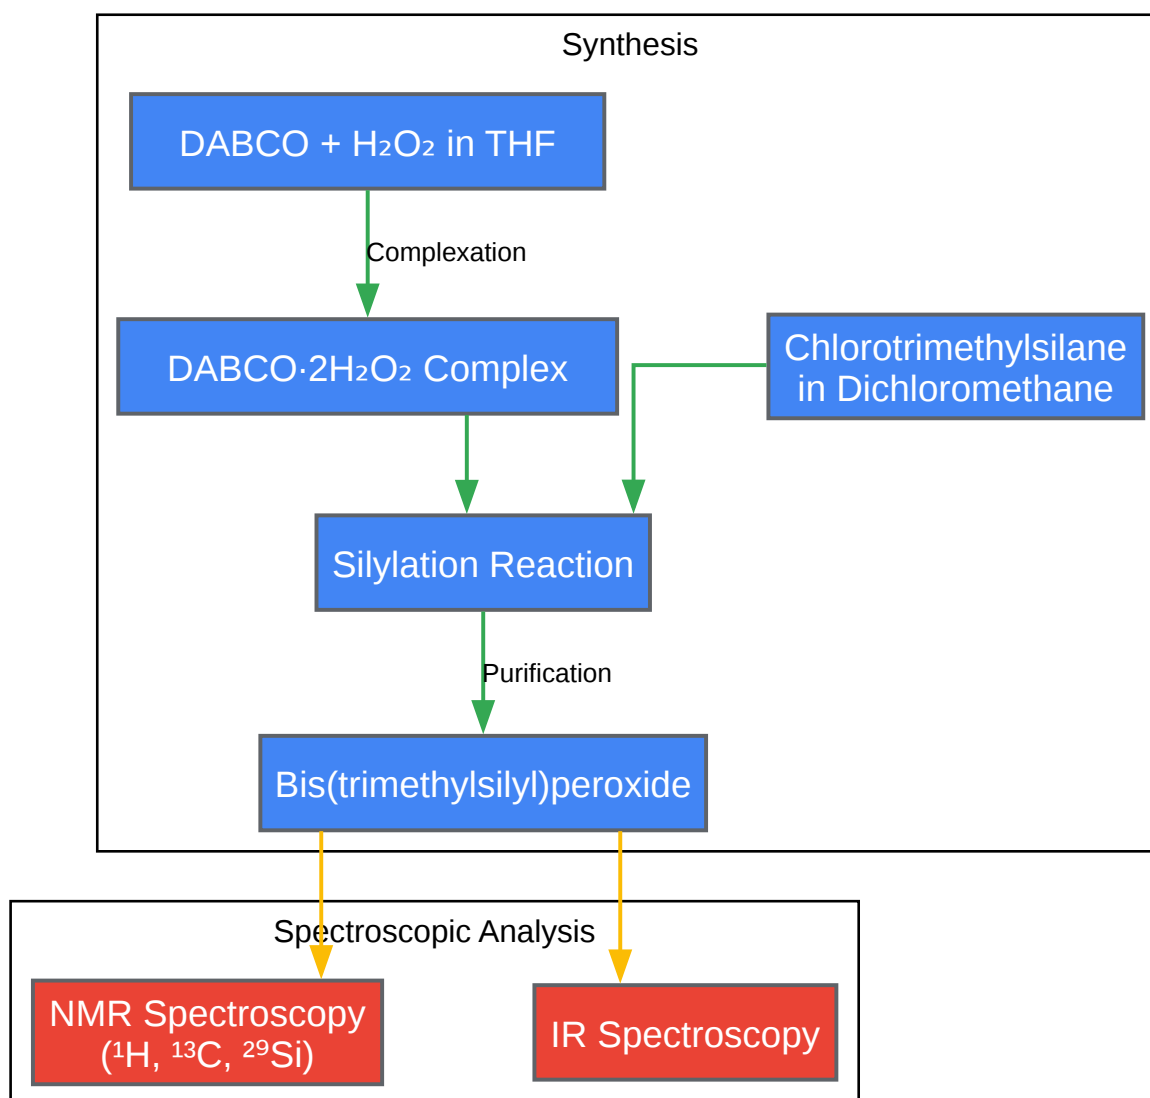 Synthesis
DABCO + H₂O₂ in THF
Complexation
DABCO·2H₂O₂ Complex
Chlorotrimethylsilane
in Dichloromethane
Silylation Reaction
Purification
Bis(trimethylsilyl)peroxide
Spectroscopic Analysis
NMR Spectroscopy
(¹H, ¹³C, ²⁹Si)
IR Spectroscopy